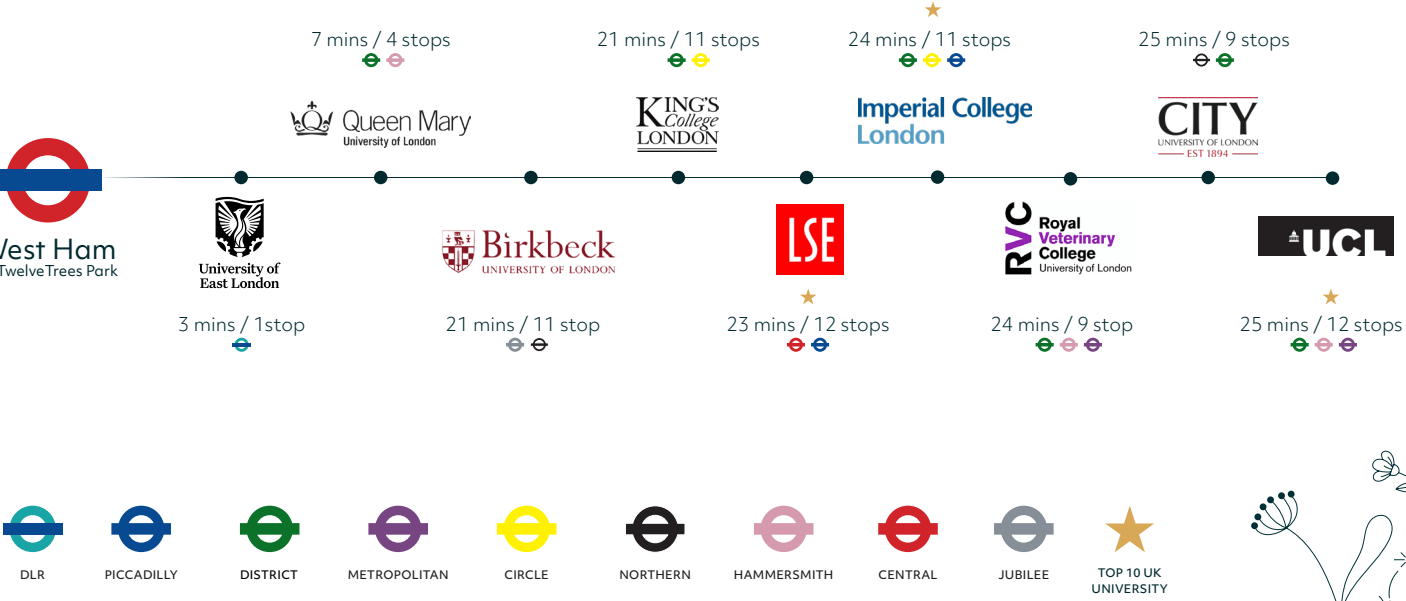 7 mins / 4 stops
21 mins / 11 stops
24 mins / 11 stops
25 mins / 9 stops
Queen Mary
University of London
KING'S
College
LONDON
Imperial College
London
CITY
UNIVERSITY OF LONDON
EST 1894
est Ham
TwelveTrees Park
University of
East London
Birkbeck
UNIVERSITY OF LONDON
LSE
RVC
Royal
Veterinary
College
University of London
UCL
3 mins / 1stop
21 mins / 11 stop
23 mins / 12 stops
24 mins / 9 stop
25 mins / 12 stops
DLR
PICCADILLY
DISTRICT
METROPOLITAN
CIRCLE
NORTHERN
HAMMERSMITH
CENTRAL
JUBILEE
TOP 10 UK
UNIVERSITY